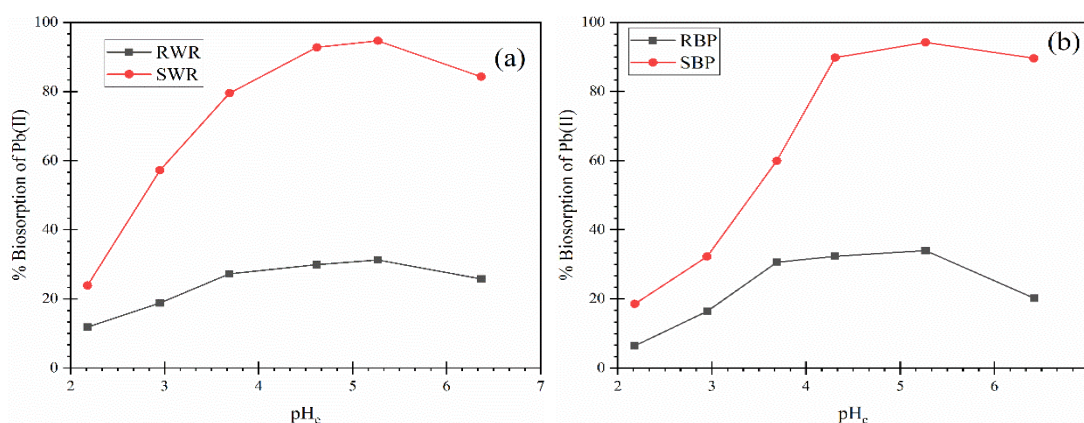 % Biosorption of Pb(II)
100
80
60
40
20
0
RWR
SWR
(a)
2 3 4 5 6 7
pHe
% Biosorption of Pb(II)
100
80
60
40
20
0
RBP
SBP
(b)
2 3 4 5 6
pHe